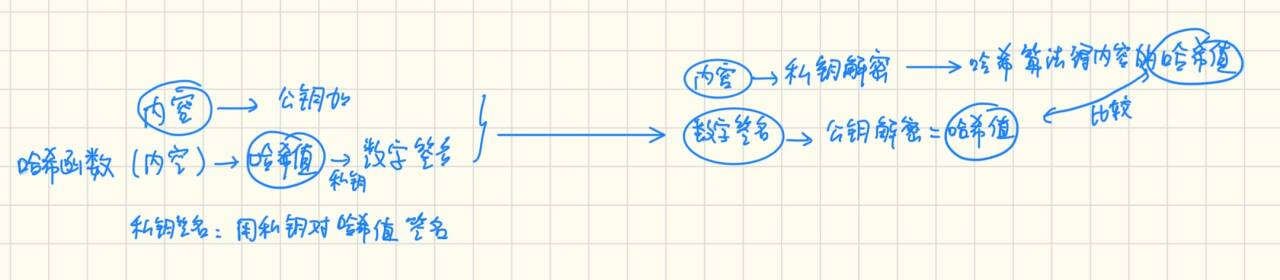 内容 → 公钥加
哈希函数 (内容) → 哈希值 → 私钥 数字签名
私钥签名：用私钥对哈希值签名
内容 → 私钥解密 → 哈希算法得内容的哈希值
比较
数字签名 → 公钥解密 = 哈希值